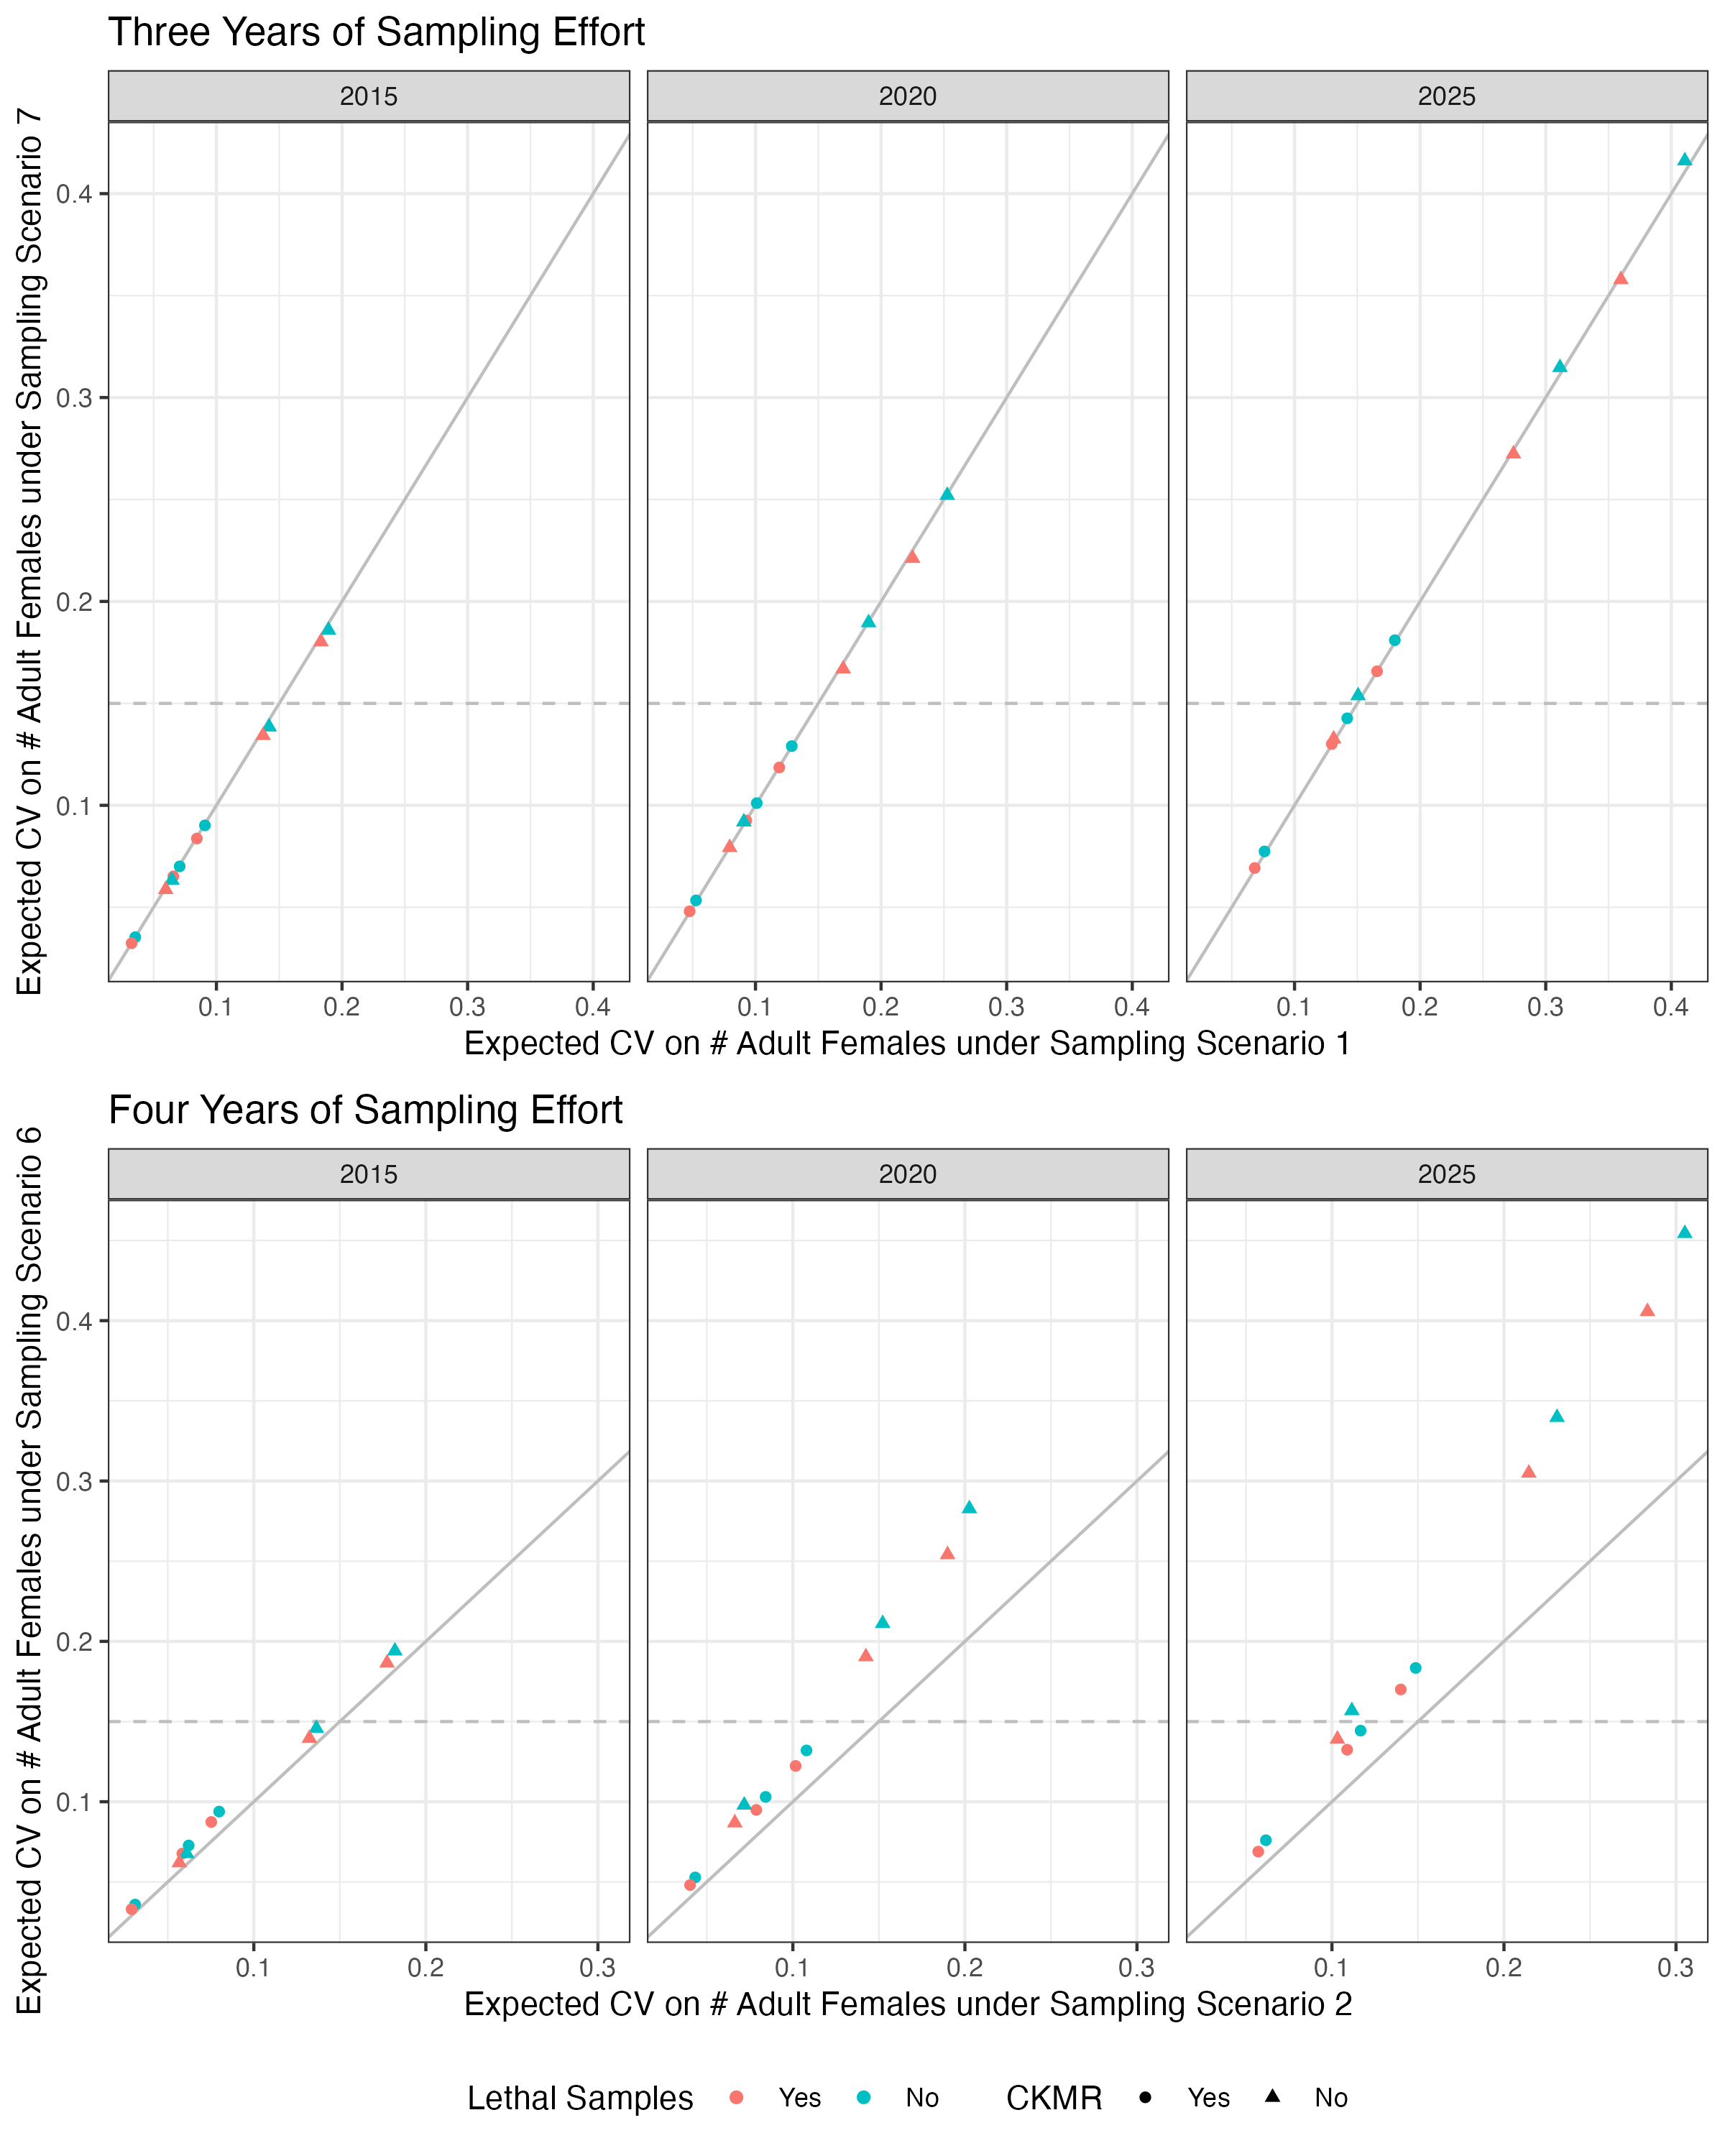 Three Years of Sampling Effort
2015 2020 2025
Expected CV on # Adult Females under Sampling Scenario 7
0.4
0.3
0.2
0.1
0.1 0.2 0.3 0.4 0.1 0.2 0.3 0.4 0.1 0.2 0.3 0.4
Expected CV on # Adult Females under Sampling Scenario 1
Four Years of Sampling Effort
2015 2020 2025
Expected CV on # Adult Females under Sampling Scenario 6
0.4
0.3
0.2
0.1
0.1 0.2 0.3 0.1 0.2 0.3 0.1 0.2 0.3
Expected CV on # Adult Females under Sampling Scenario 2
Lethal Samples Yes No CKMR Yes No